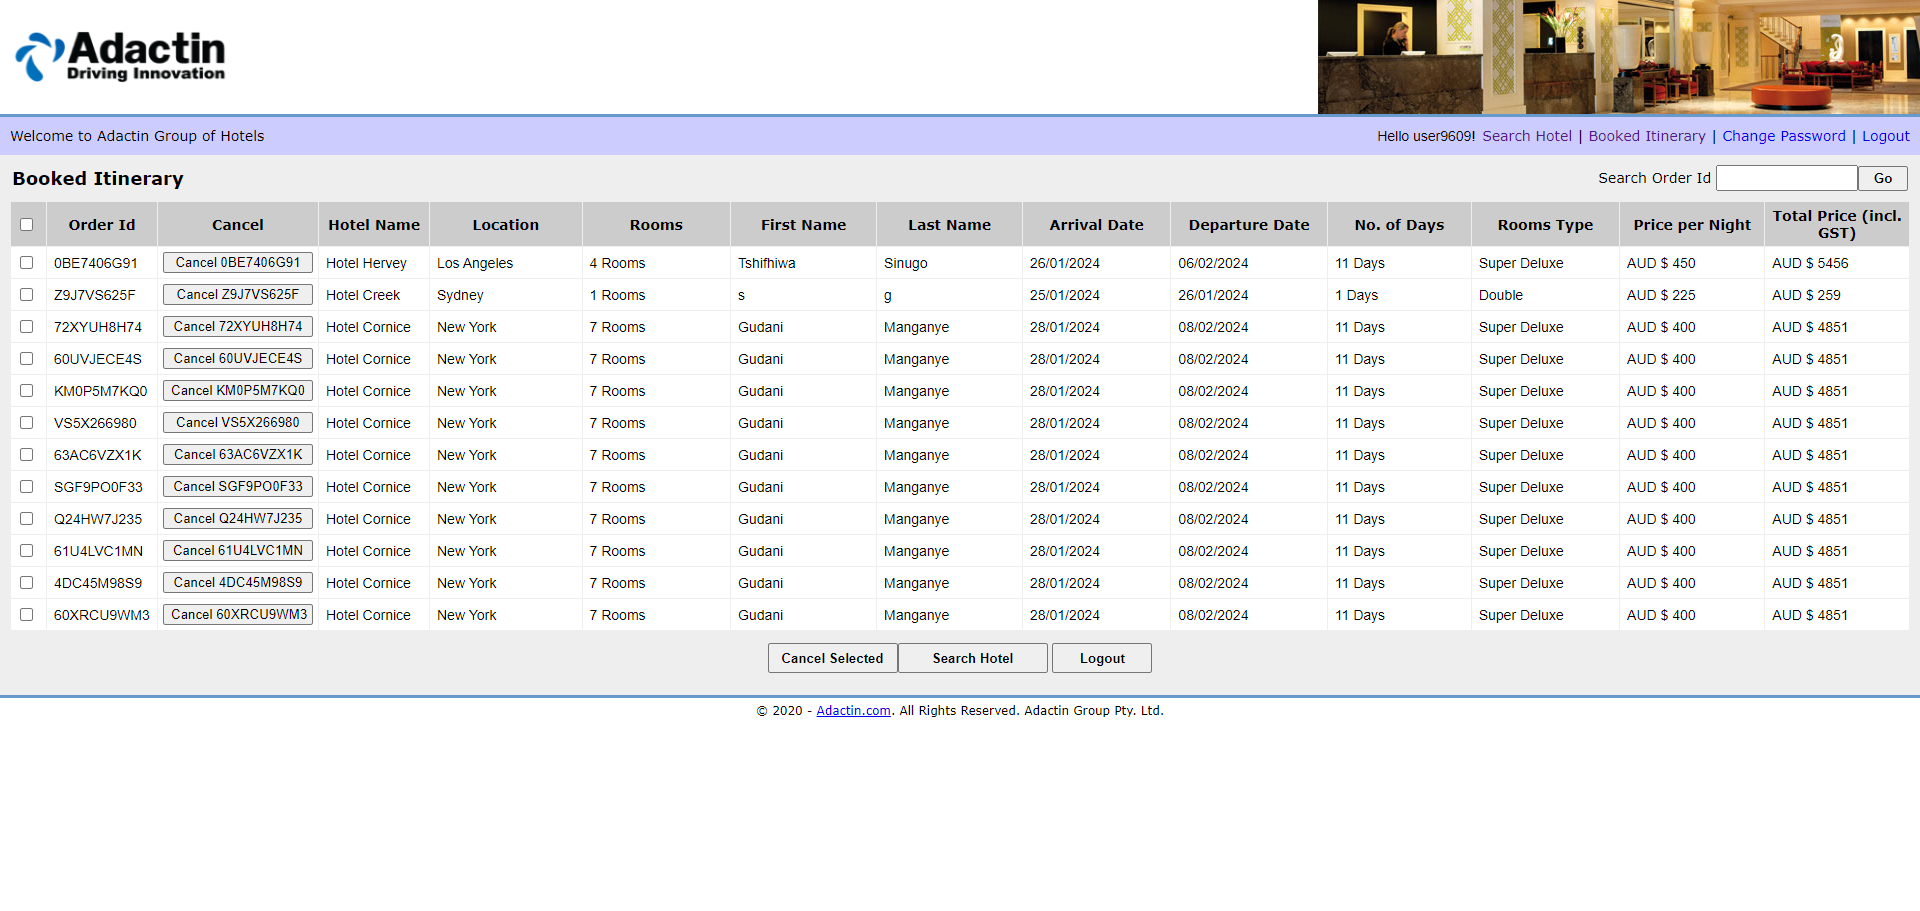 Adactin
Driving Innovation
Welcome to Adactin Group of Hotels
Hello user9609! Search Hotel | Booked Itinerary | Change Password | Logout
Booked Itinerary
Search Order Id Go
Order Id Cancel Hotel Name Location Rooms First Name Last Name Arrival Date Departure Date No. of Days Rooms Type Price per Night Total Price (incl. GST)
0BE7406G91 Cancel 0BE7406G91 Hotel Hervey Los Angeles 4 Rooms Tshifhiwa Sinugo 26/01/2024 06/02/2024 11 Days Super Deluxe AUD $ 450 AUD $ 5456
Z9J7VS625F Cancel Z9J7VS625F Hotel Creek Sydney 1 Rooms s g 25/01/2024 26/01/2024 1 Days Double AUD $ 225 AUD $ 259
72XYUH8H74 Cancel 72XYUH8H74 Hotel Cornice New York 7 Rooms Gudani Manganye 28/01/2024 08/02/2024 11 Days Super Deluxe AUD $ 400 AUD $ 4851
60UVJECE4S Cancel 60UVJECE4S Hotel Cornice New York 7 Rooms Gudani Manganye 28/01/2024 08/02/2024 11 Days Super Deluxe AUD $ 400 AUD $ 4851
KM0P5M7KQ0 Cancel KM0P5M7KQ0 Hotel Cornice New York 7 Rooms Gudani Manganye 28/01/2024 08/02/2024 11 Days Super Deluxe AUD $ 400 AUD $ 4851
VS5X266980 Cancel VS5X266980 Hotel Cornice New York 7 Rooms Gudani Manganye 28/01/2024 08/02/2024 11 Days Super Deluxe AUD $ 400 AUD $ 4851
63AC6VZX1K Cancel 63AC6VZX1K Hotel Cornice New York 7 Rooms Gudani Manganye 28/01/2024 08/02/2024 11 Days Super Deluxe AUD $ 400 AUD $ 4851
SGF9PO0F33 Cancel SGF9PO0F33 Hotel Cornice New York 7 Rooms Gudani Manganye 28/01/2024 08/02/2024 11 Days Super Deluxe AUD $ 400 AUD $ 4851
Q24HW7J235 Cancel Q24HW7J235 Hotel Cornice New York 7 Rooms Gudani Manganye 28/01/2024 08/02/2024 11 Days Super Deluxe AUD $ 400 AUD $ 4851
61U4LVC1MN Cancel 61U4LVC1MN Hotel Cornice New York 7 Rooms Gudani Manganye 28/01/2024 08/02/2024 11 Days Super Deluxe AUD $ 400 AUD $ 4851
4DC45M98S9 Cancel 4DC45M98S9 Hotel Cornice New York 7 Rooms Gudani Manganye 28/01/2024 08/02/2024 11 Days Super Deluxe AUD $ 400 AUD $ 4851
60XRCU9WM3 Cancel 60XRCU9WM3 Hotel Cornice New York 7 Rooms Gudani Manganye 28/01/2024 08/02/2024 11 Days Super Deluxe AUD $ 400 AUD $ 4851
Cancel Selected Search Hotel Logout
© 2020 - Adactin.com. All Rights Reserved. Adactin Group Pty. Ltd.